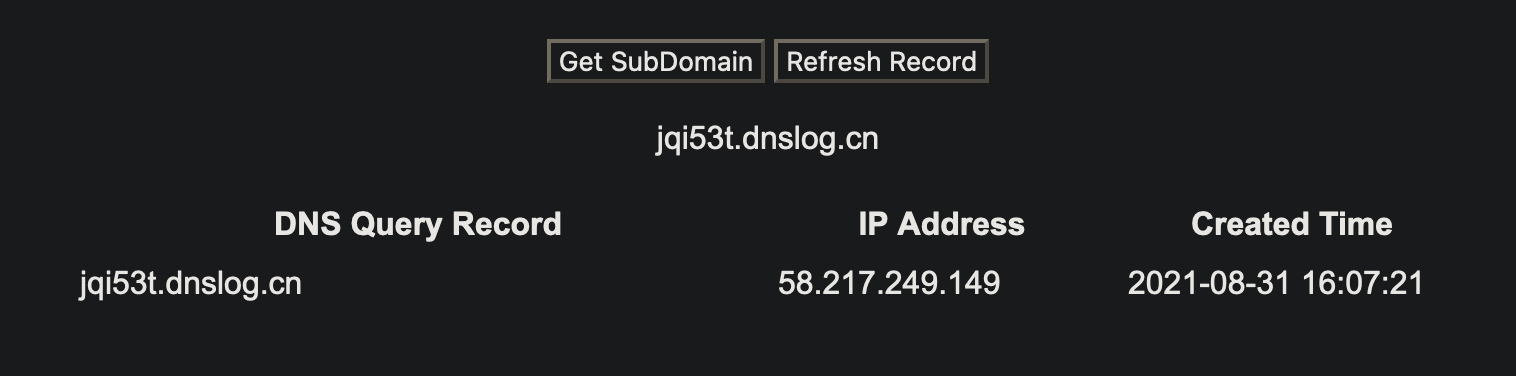 Get SubDomain Refresh Record
jqi53t.dnslog.cn
DNS Query Record IP Address Created Time
jqi53t.dnslog.cn 58.217.249.149 2021-08-31 16:07:21